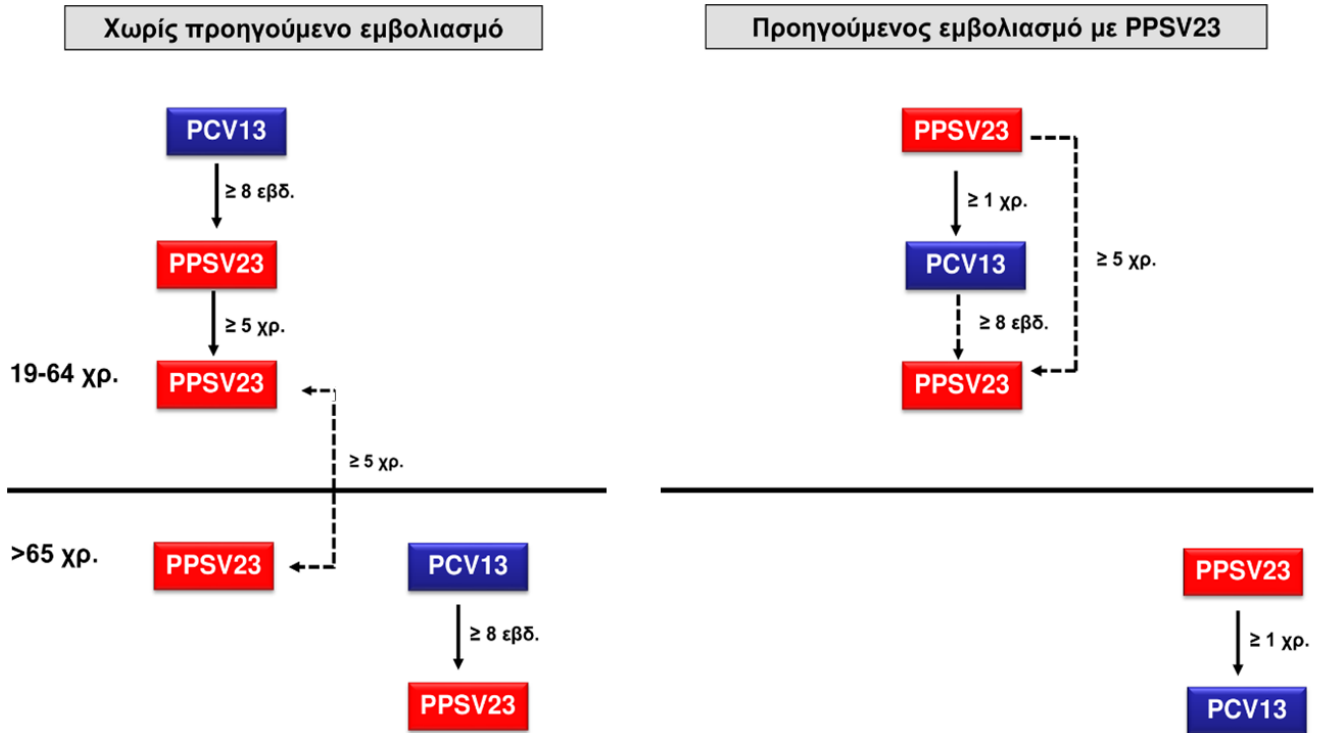 Χωρίς προηγούμενο εμβολιασμό
PCV13
≥ 8 εβδ.
PPSV23
≥ 5 χρ.
19-64 χρ.
PPSV23
≥ 5 χρ.
>65 χρ.
PPSV23
PCV13
≥ 8 εβδ.
PPSV23
Προηγούμενος εμβολιασμό με PPSV23
PPSV23
≥ 1 χρ.
PCV13
≥ 5 χρ.
≥ 8 εβδ.
PPSV23
PPSV23
≥ 1 χρ.
PCV13